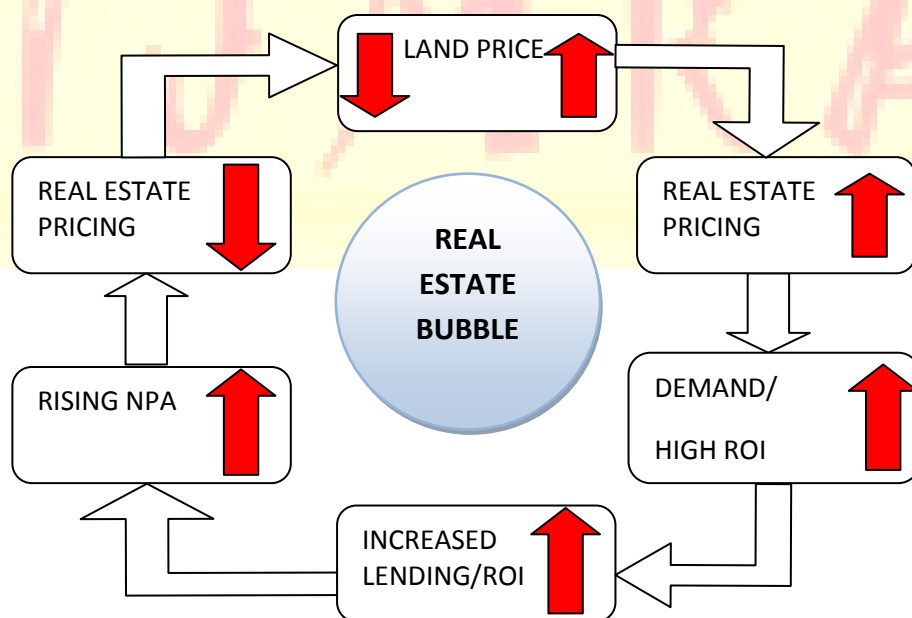 LAND PRICE
REAL ESTATE
PRICING
REAL ESTATE
PRICING
REAL
ESTATE
BUBBLE
RISING NPA
DEMAND/
HIGH ROI
INCREASED
LENDING/ROI